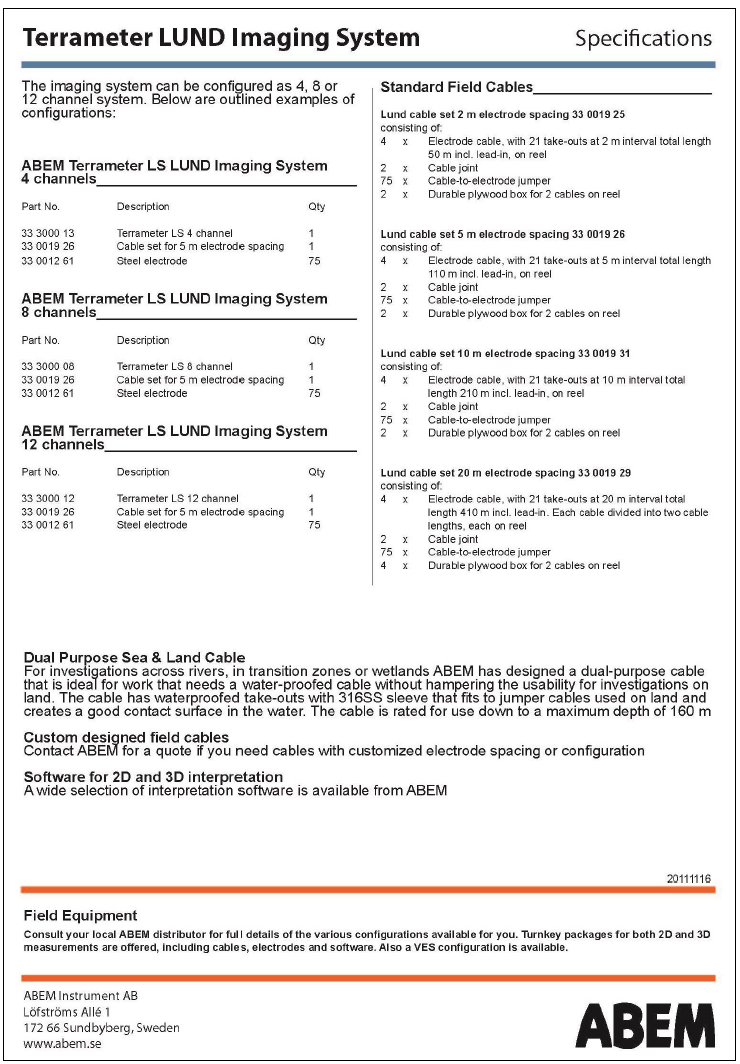 Terrameter LUND Imaging System
Specifications
The imaging system can be configured as 4, 8 or
12 channel system. Below are outlined examples of
configurations:
ABEM Terrameter LS LUND Imaging System
4 channels
Part No. Description Qty
33 3000 13 Terrameter LS 4 channel 1
33 0019 26 Cable set for 5 m electrode spacing 1
33 0012 61 Steel electrode 75
ABEM Terrameter LS LUND Imaging System
8 channels
Part No. Description Qty
33 3000 08 Terrameter LS 8 channel 1
33 0019 26 Cable set for 5 m electrode spacing 1
33 0012 61 Steel electrode 75
ABEM Terrameter LS LUND Imaging System
12 channels
Part No. Description Qty
33 3000 12 Terrameter LS 12 channel 1
33 0019 26 Cable set for 5 m electrode spacing 1
33 0012 61 Steel electrode 75
Standard Field Cables
Lund cable set 2 m electrode spacing 33 0019 25
consisting of:
4 x Electrode cable, with 21 take-outs at 2 m interval total length
50 m incl. lead-in, on reel
2 x Cable joint
75 x Cable-to-electrode jumper
2 x Durable plywood box for 2 cables on reel
Lund cable set 5 m electrode spacing 33 0019 26
consisting of:
4 x Electrode cable, with 21 take-outs at 5 m interval total length
110 m incl. lead-in, on reel
2 x Cable joint
75 x Cable-to-electrode jumper
2 x Durable plywood box for 2 cables on reel
Lund cable set 10 m electrode spacing 33 0019 31
consisting of:
4 x Electrode cable, with 21 take-outs at 10 m interval total
length 210 m incl. lead-in, on reel
2 x Cable joint
75 x Cable-to-electrode jumper
2 x Durable plywood box for 2 cables on reel
Lund cable set 20 m electrode spacing 33 0019 29
consisting of:
4 x Electrode cable, with 21 take-outs at 20 m interval total
length 410 m incl. lead-in. Each cable divided into two cable
lengths, each on reel
2 x Cable joint
75 x Cable-to-electrode jumper
4 x Durable plywood box for 2 cables on reel
Dual Purpose Sea & Land Cable
For investigations across rivers, in transition zones or wetlands ABEM has designed a dual-purpose cable
that is ideal for work that needs a water-proofed cable without hampering the usability for investigations on
land. The cable has waterproofed take-outs with 316SS sleeve that fits to jumper cables used on land and
creates a good contact surface in the water. The cable is rated for use down to a maximum depth of 160 m
Custom designed field cables
Contact ABEM for a quote if you need cables with customized electrode spacing or configuration
Software for 2D and 3D interpretation
A wide selection of interpretation software is available from ABEM
20111116
Field Equipment
Consult your local ABEM distributor for full details of the various configurations available for you. Turnkey packages for both 2D and 3D
measurements are offered, including cables, electrodes and software. Also a VES configuration is available.
ABEM Instrument AB
Löfströms Allé 1
172 66 Sundbyberg, Sweden
www.abem.se
ABEM